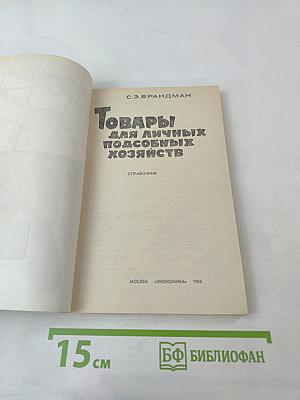 С.Э.БРАНДМАН
ТОВАРЫ
ДЛЯ ЛИЧНЫХ
ПОДСОБНЫХ
ХОЗЯЙСТВ
СПРАВОЧНИК
МОСКВА «ЭКОНОМИКА» 1982
15 см
БФ БИБЛИОФАН